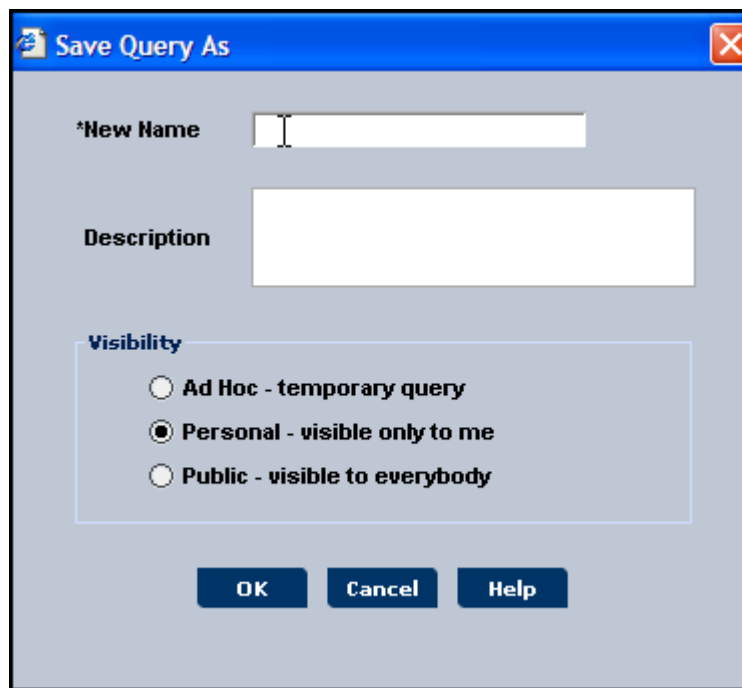 Save Query As
*New Name
Description
Visibility
Ad Hoc - temporary query
Personal - visible only to me
Public - visible to everybody
OK Cancel Help